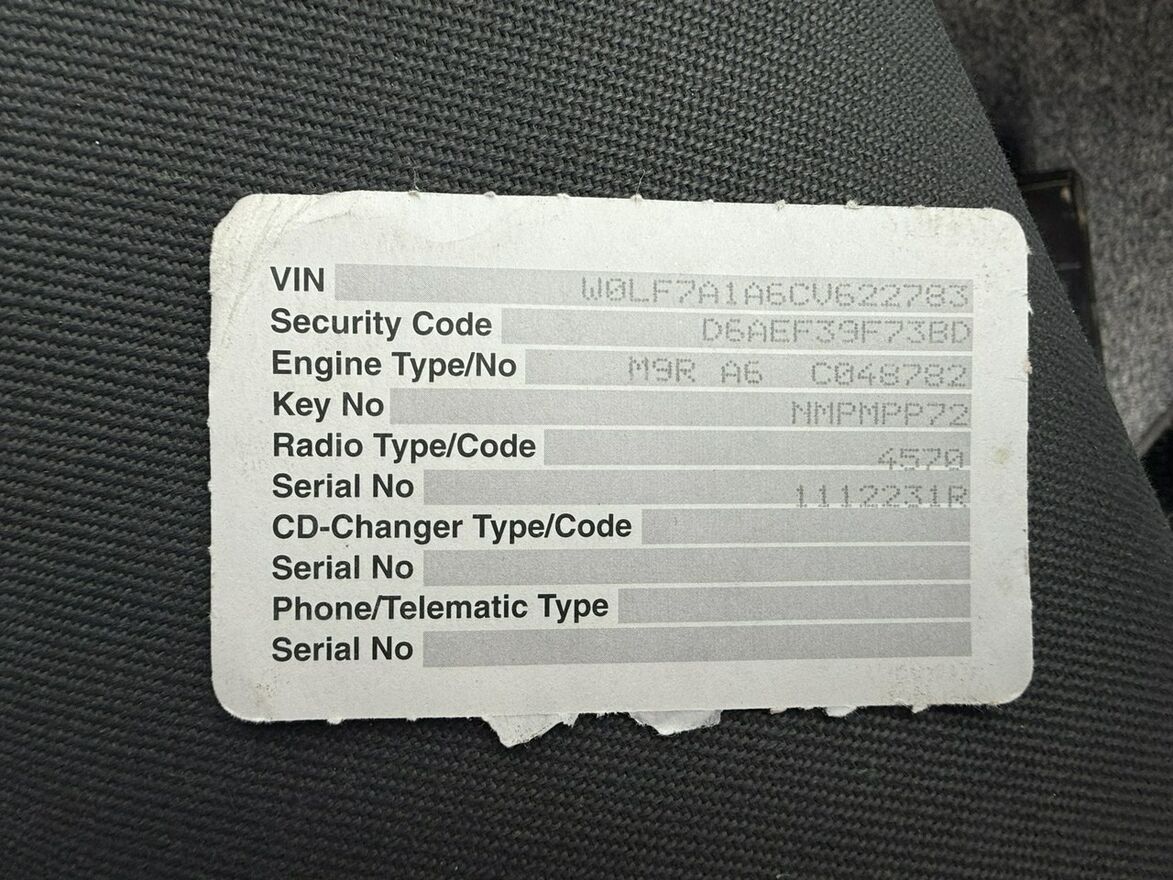 VIN W0LF7A1A6CV622783
Security Code D6AEF39F73BD
Engine Type/No M9R A6 C048782
Key No NMPMPP72
Radio Type/Code 4570
Serial No 1112231R
CD-Changer Type/Code
Serial No
Phone/Telematic Type
Serial No